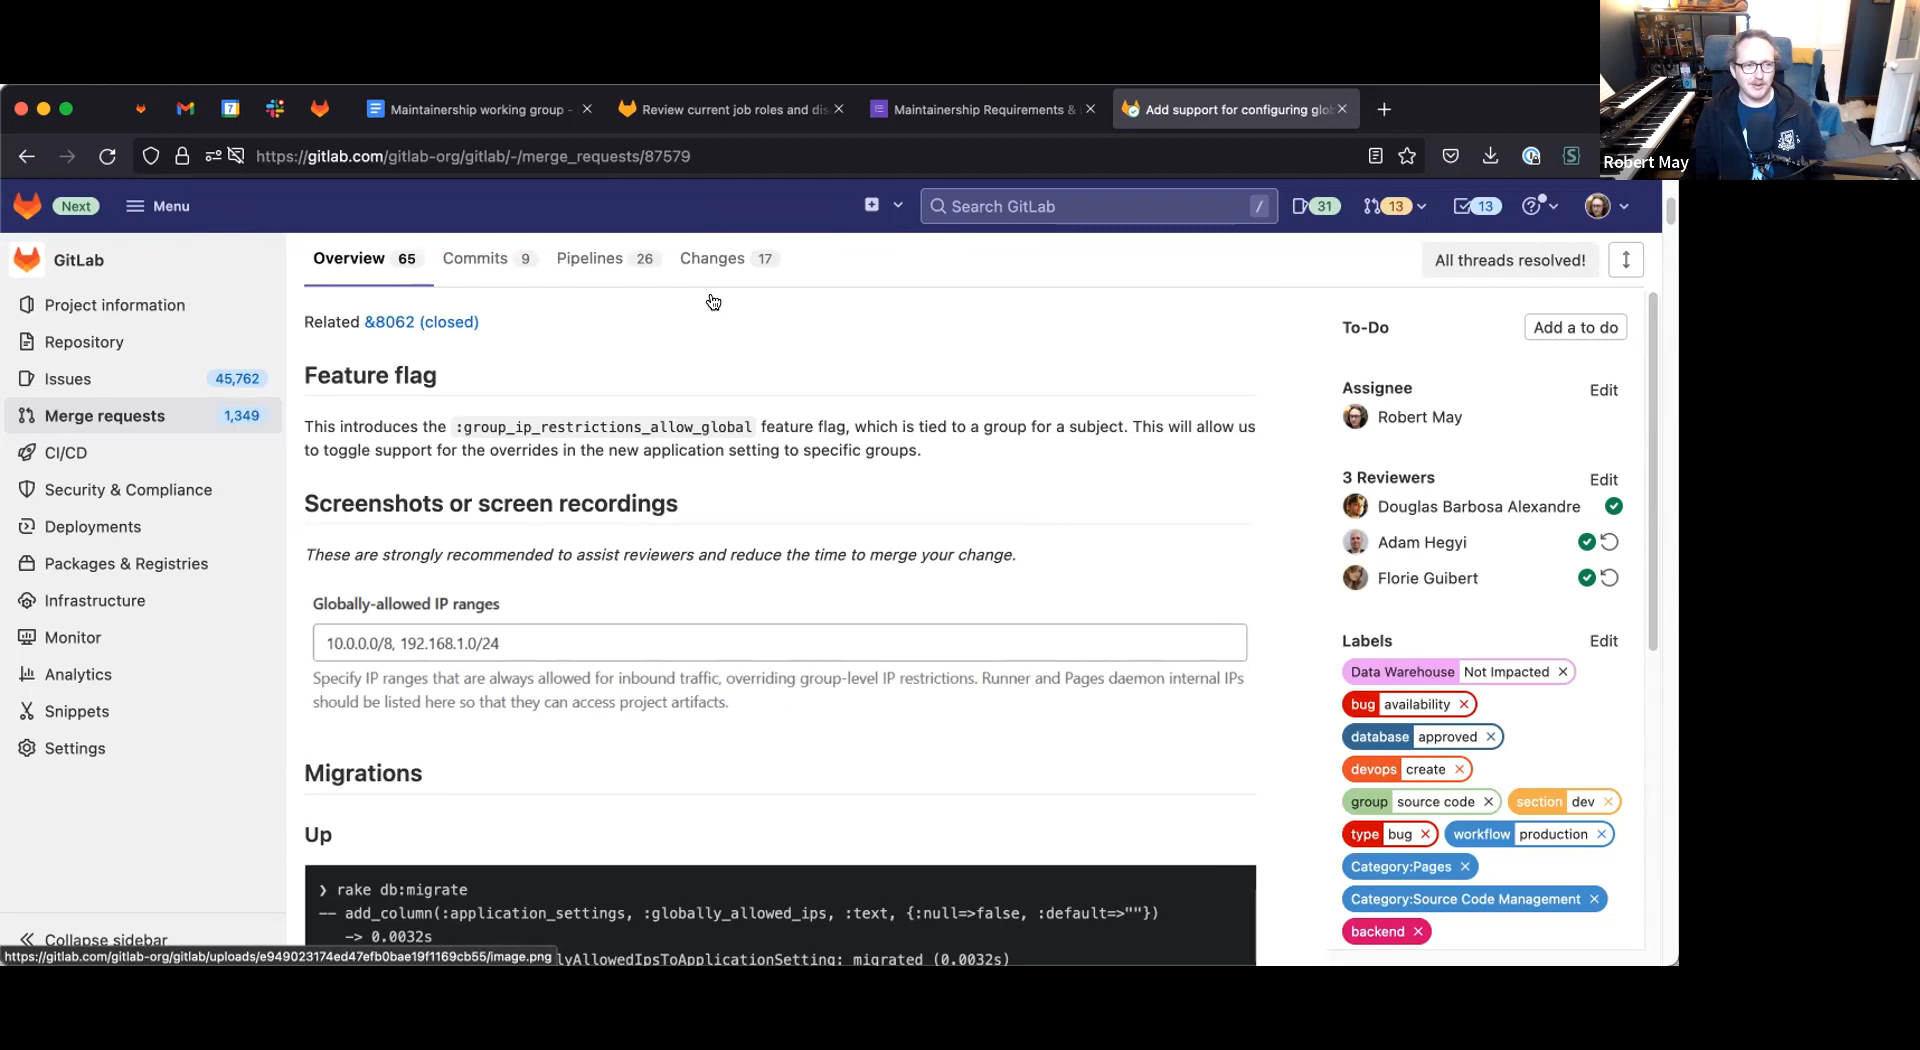 Robert May
Maintainership working group -
Review current job roles and dis
Maintainership Requirements &
Add support for configuring glo
https://gitlab.com/gitlab-org/gitlab/-/merge_requests/87579
Next
Menu
Search GitLab
/
31
13
13
GitLab
Project information
Repository
Issues 45,762
Merge requests 1,349
CI/CD
Security & Compliance
Deployments
Packages & Registries
Infrastructure
Monitor
Analytics
Snippets
Settings
Collapse sidebar
Overview 65
Commits 9
Pipelines 26
Changes 17
All threads resolved!
Related &8062 (closed)
Feature flag
This introduces the :group_ip_restrictions_allow_global feature flag, which is tied to a group for a subject. This will allow us
to toggle support for the overrides in the new application setting to specific groups.
Screenshots or screen recordings
These are strongly recommended to assist reviewers and reduce the time to merge your change.
Globally-allowed IP ranges
10.0.0.0/8, 192.168.1.0/24
Specify IP ranges that are always allowed for inbound traffic, overriding group-level IP restrictions. Runner and Pages daemon internal IPs
should be listed here so that they can access project artifacts.
Migrations
Up
❯ rake db:migrate
-- add_column(:application_settings, :globally_allowed_ips, :text, {:null=>false, :default=>""})
-> 0.0032s
lyAllowedIpsToApplicationSetting: migrated (0.0032s)
https://gitlab.com/gitlab-org/gitlab/uploads/e949023174ed47efb0bae19f1169cb55/image.png
To-Do
Add a to do
Assignee
Edit
Robert May
3 Reviewers
Edit
Douglas Barbosa Alexandre
Adam Hegyi
Florie Guibert
Labels
Edit
Data Warehouse Not Impacted
bug availability
database approved
devops create
group source code
section dev
type bug
workflow production
Category:Pages
Category:Source Code Management
backend